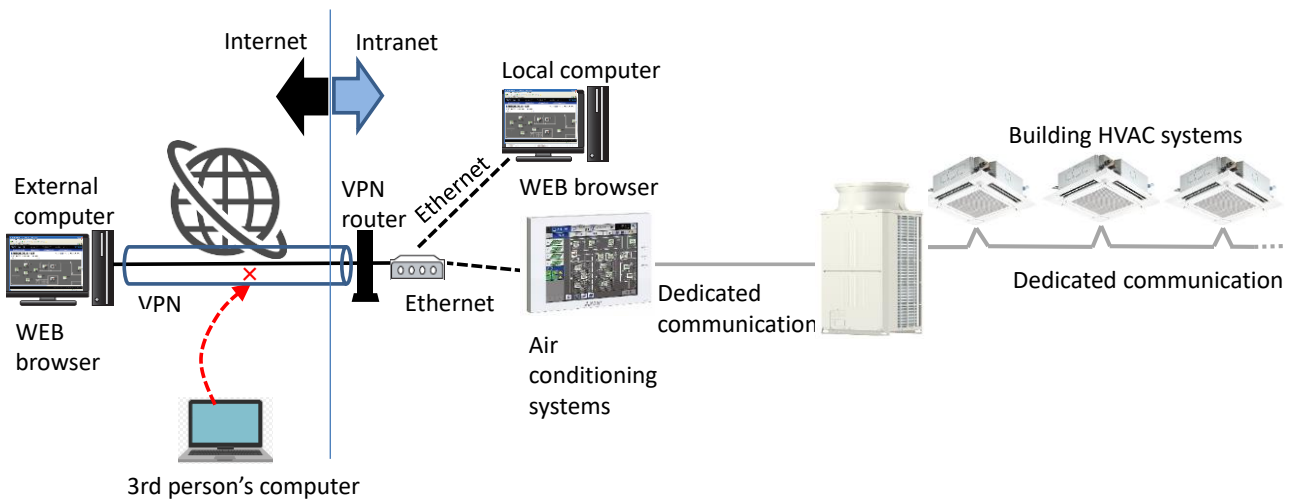 Internet
Intranet
Local computer
Building HVAC systems
External
computer
VPN
router
Ethernet
WEB browser
VPN
Ethernet
Dedicated
communication
Dedicated communication
WEB
browser
Air
conditioning
systems
3rd person's computer